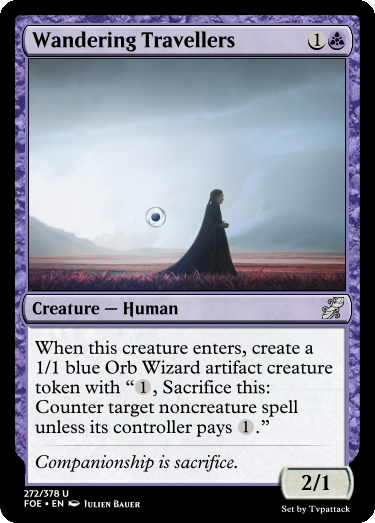 Wandering Travellers 1
Creature — Human
When this creature enters, create a
1/1 blue Orb Wizard artifact creature
token with “1, Sacrifice this:
Counter target noncreature spell
unless its controller pays 1.”
Companionship is sacrifice.
2/1
272/378 U
FOE • EN JULIEN BAUER
Set by Tvpattack